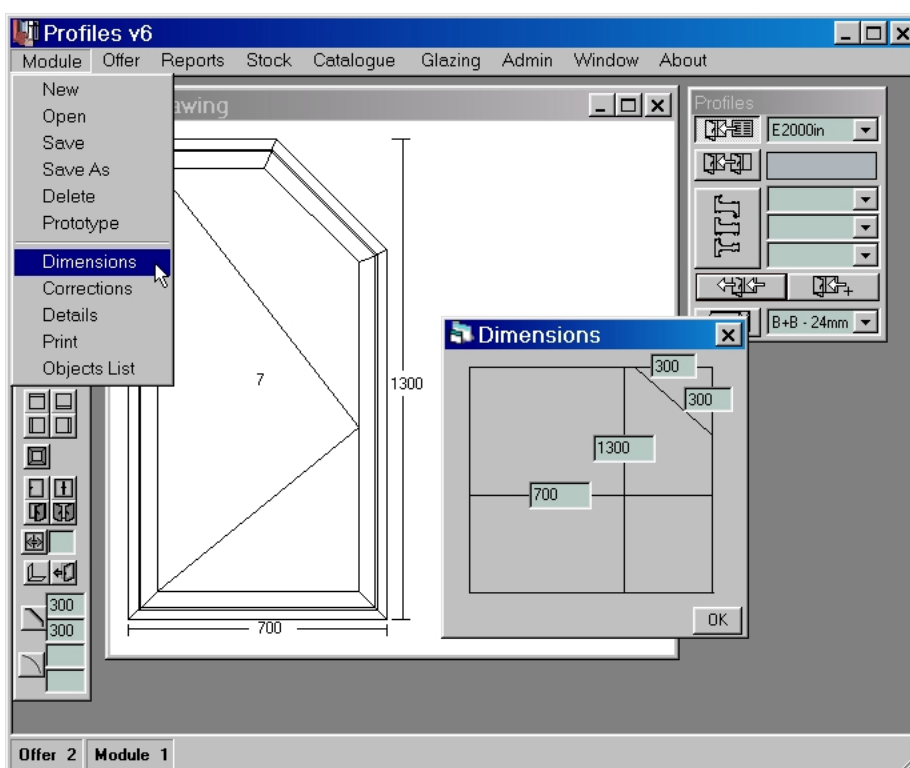 Profiles v6
Module Offer Reports Stock Catalogue Glazing Admin Window About
New
Open
Save
Save As
Delete
Prototype
Dimensions
Corrections
Details
Print
Objects List
awing
7
1300
700
Profiles
E2000in
B+B - 24mm
Dimensions
300
300
1300
700
OK
300
300
Offer 2 Module 1